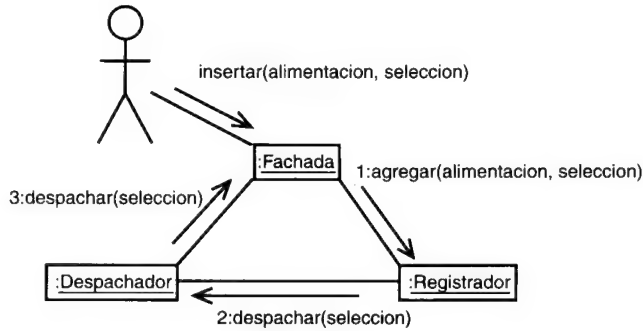 insertar(alimentacion, seleccion)
:Fachada
1:agregar(alimentacion, seleccion)
3:despachar(seleccion)
:Despachador
:Registrador
2:despachar(seleccion)